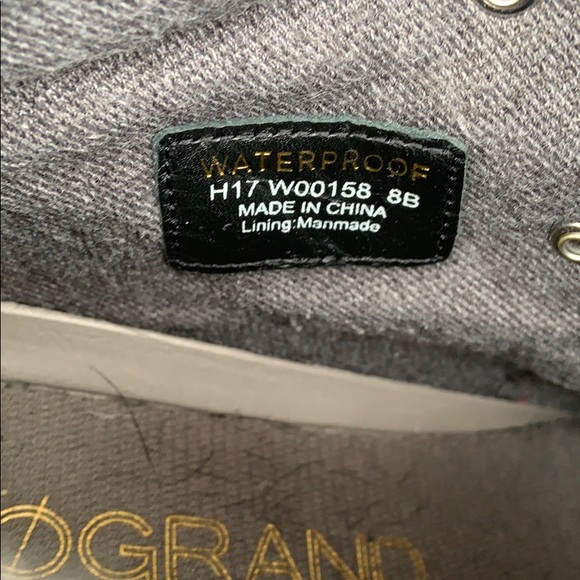 WATERPROOF
H17 W00158 8B
MADE IN CHINA
Lining:Manmade
ØGRAND